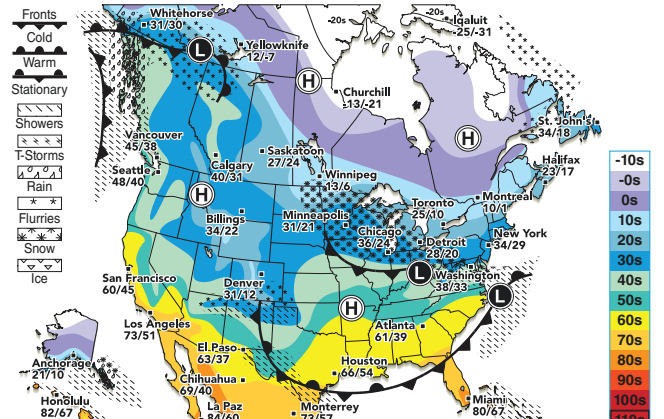 Fronts
Cold
Warm
Stationary
Showers
T-Storms
Rain
Flurries
Snow
Ice
Whitehorse
31/30
L
Yellowknife
12/-7
-20s
-20s
Iqaluit
-25/-31
H
Churchill
-13/-21
H
St. John's
34/18
Vancouver
45/38
Calgary
40/31
Saskatoon
27/24
Winnipeg
13/6
Halifax
23/17
Seattle
48/40
H
Billings
34/22
Minneapolis
31/21
Chicago
36/24
Toronto
25/10
Montreal
10/1
Detroit
28/20
New York
34/29
San Francisco
60/45
Denver
31/12
L
Washington
38/33
L
H
Los Angeles
73/51
Atlanta
61/39
El Paso
63/37
Houston
66/54
Chihuahua
69/40
La Paz
84/60
Monterrey
73/57
Miami
80/67
Anchorage
21/10
Honolulu
82/67
-10s
-0s
0s
10s
20s
30s
40s
50s
60s
70s
80s
90s
100s
110s